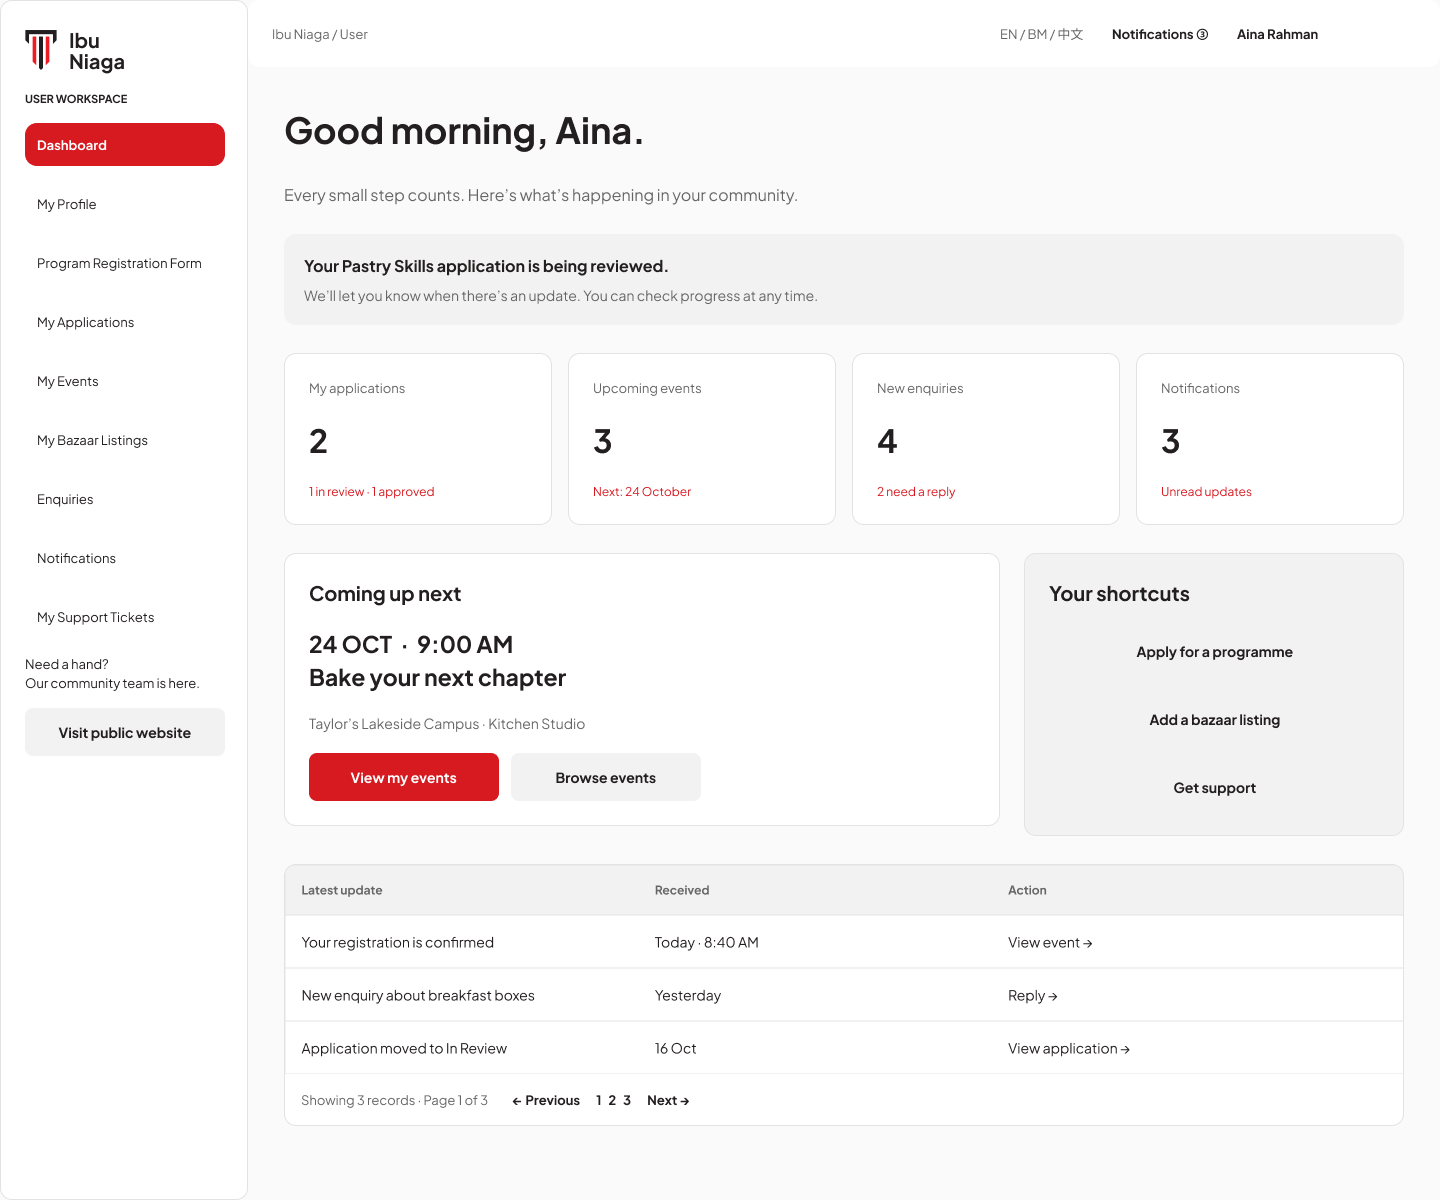 Ibu
Niaga
USER WORKSPACE
Dashboard
My Profile
Program Registration Form
My Applications
My Events
My Bazaar Listings
Enquiries
Notifications
My Support Tickets
Need a hand?
Our community team is here.
Visit public website
Ibu Niaga / User
EN / BM / 中文
Notifications ③
Aina Rahman
Good morning, Aina.
Every small step counts. Here’s what’s happening in your community.
Your Pastry Skills application is being reviewed.
We’ll let you know when there’s an update. You can check progress at any time.
My applications
2
1 in review · 1 approved
Upcoming events
3
Next: 24 October
New enquiries
4
2 need a reply
Notifications
3
Unread updates
Coming up next
24 OCT · 9:00 AM
Bake your next chapter
Taylor’s Lakeside Campus · Kitchen Studio
View my events
Browse events
Your shortcuts
Apply for a programme
Add a bazaar listing
Get support
Latest update Received Action
Your registration is confirmed Today · 8:40 AM View event →
New enquiry about breakfast boxes Yesterday Reply →
Application moved to In Review 16 Oct View application →
Showing 3 records · Page 1 of 3 ← Previous 1 2 3 Next →